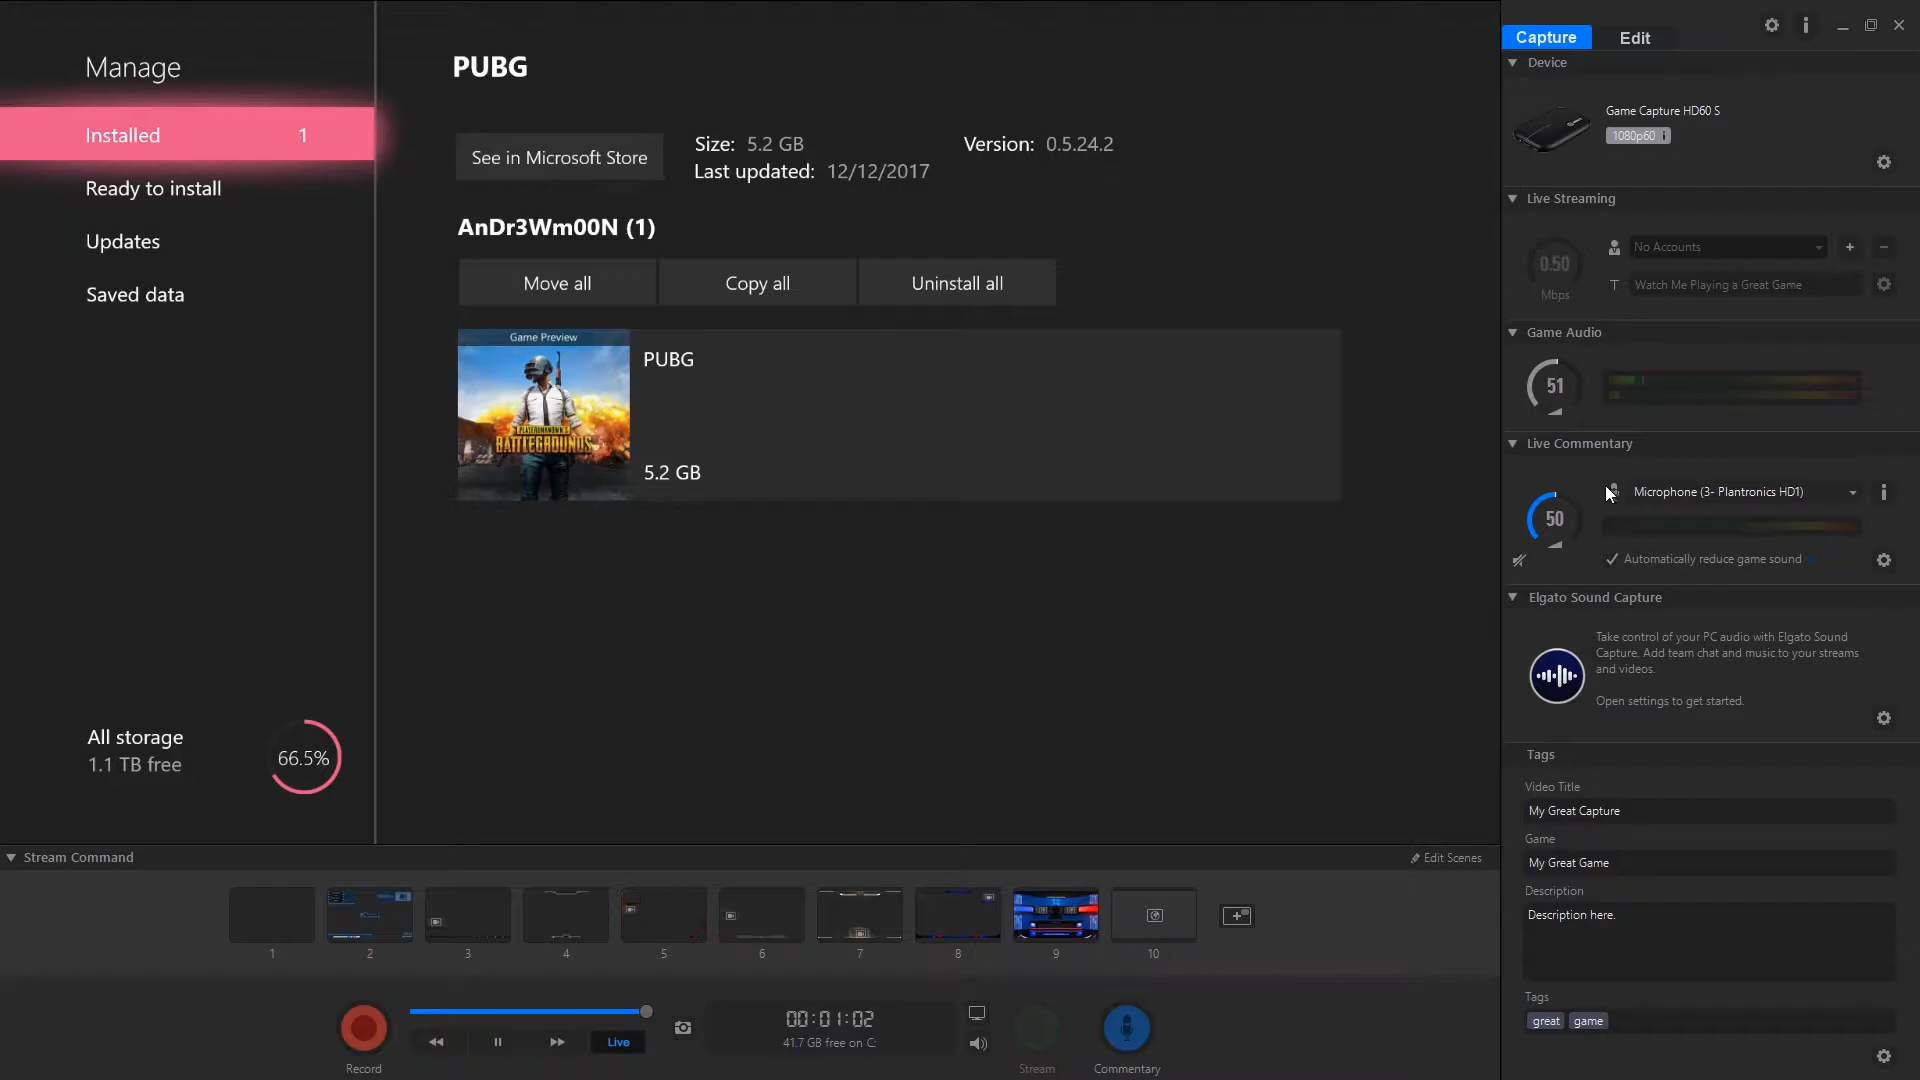 Manage
Installed 1
Ready to install
Updates
Saved data
All storage
1.1 TB free
66.5%
PUBG
See in Microsoft Store
Size: 5.2 GB
Last updated: 12/12/2017
Version: 0.5.24.2
AnDr3Wm00N (1)
Move all
Copy all
Uninstall all
Game Preview
PLAYERUNKNOWN'S
BATTLEGROUNDS
PUBG
5.2 GB
Capture
Edit
Device
Game Capture HD60 S
1080p60 i
Live Streaming
0.50
Mbps
No Accounts
T Watch Me Playing a Great Game
Game Audio
51
Live Commentary
50
Microphone (3- Plantronics HD1)
Automatically reduce game sound
Elgato Sound Capture
Take control of your PC audio with Elgato Sound
Capture. Add team chat and music to your streams
and videos.
Open settings to get started.
Tags
Video Title
My Great Capture
Game
My Great Game
Description
Description here.
Tags
great game
Stream Command
Edit Scenes
1 2 3 4 5 6 7 8 9 10
Record
Live
00:01:02
41.7 GB free on C:
Stream
Commentary